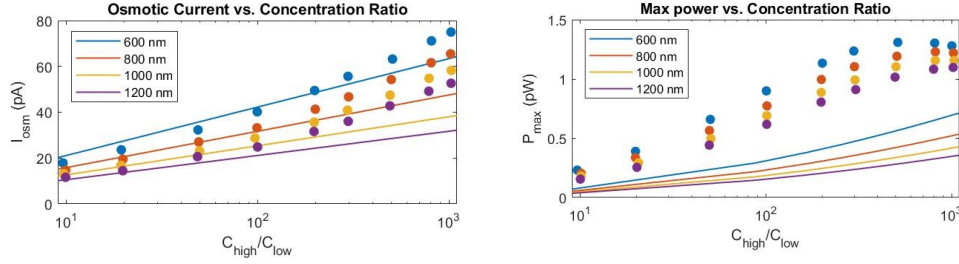 Osmotic Current vs. Concentration Ratio
80
60
40
20
0
I_osm (pA)
600 nm
800 nm
1000 nm
1200 nm
10^1
10^2
10^3
C_high/C_low
Max power vs. Concentration Ratio
1.5
1
0.5
0
P_max (pW)
600 nm
800 nm
1000 nm
1200 nm
10^1
10^2
10^3
C_high/C_low